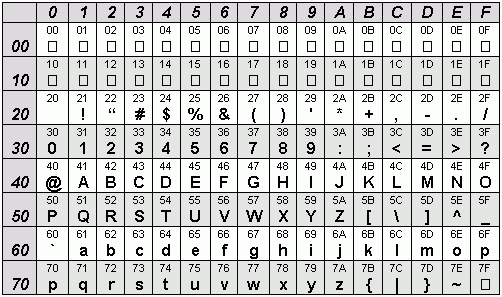 0 1 2 3 4 5 6 7 8 9 A B C D E F
00 01 02 03 04 05 06 07 08 09 0A 0B 0C 0D 0E 0F
00 □ □ □ □ □ □ □ □ □ □ □ □ □ □ □ □
10 11 12 13 14 15 16 17 18 19 1A 1B 1C 1D 1E 1F
10 □ □ □ □ □ □ □ □ □ □ □ □ □ □ □ □
20 21 22 23 24 25 26 27 28 29 2A 2B 2C 2D 2E 2F
20 ! “ # $ % & ( ) ' * + , - . /
30 31 32 33 34 35 36 37 38 39 3A 3B 3C 3D 3E 3F
30 0 1 2 3 4 5 6 7 8 9 : ; < = > ?
40 41 42 43 44 45 46 47 48 49 4A 4B 4C 4D 4E 4F
40 @ A B C D E F G H I J K L M N O
50 51 52 53 54 55 56 57 58 59 5A 5B 5C 5D 5E 5F
50 P Q R S T U V W X Y Z [ \ ] ^ _
60 61 62 63 64 65 66 67 68 69 6A 6B 6C 6D 6E 6F
60 ` a b c d e f g h i j k l m o p
70 71 72 73 74 75 76 77 78 79 7A 7B 7C 7D 7E 7F
70 p q r s t u v w x y z { | } ~ □